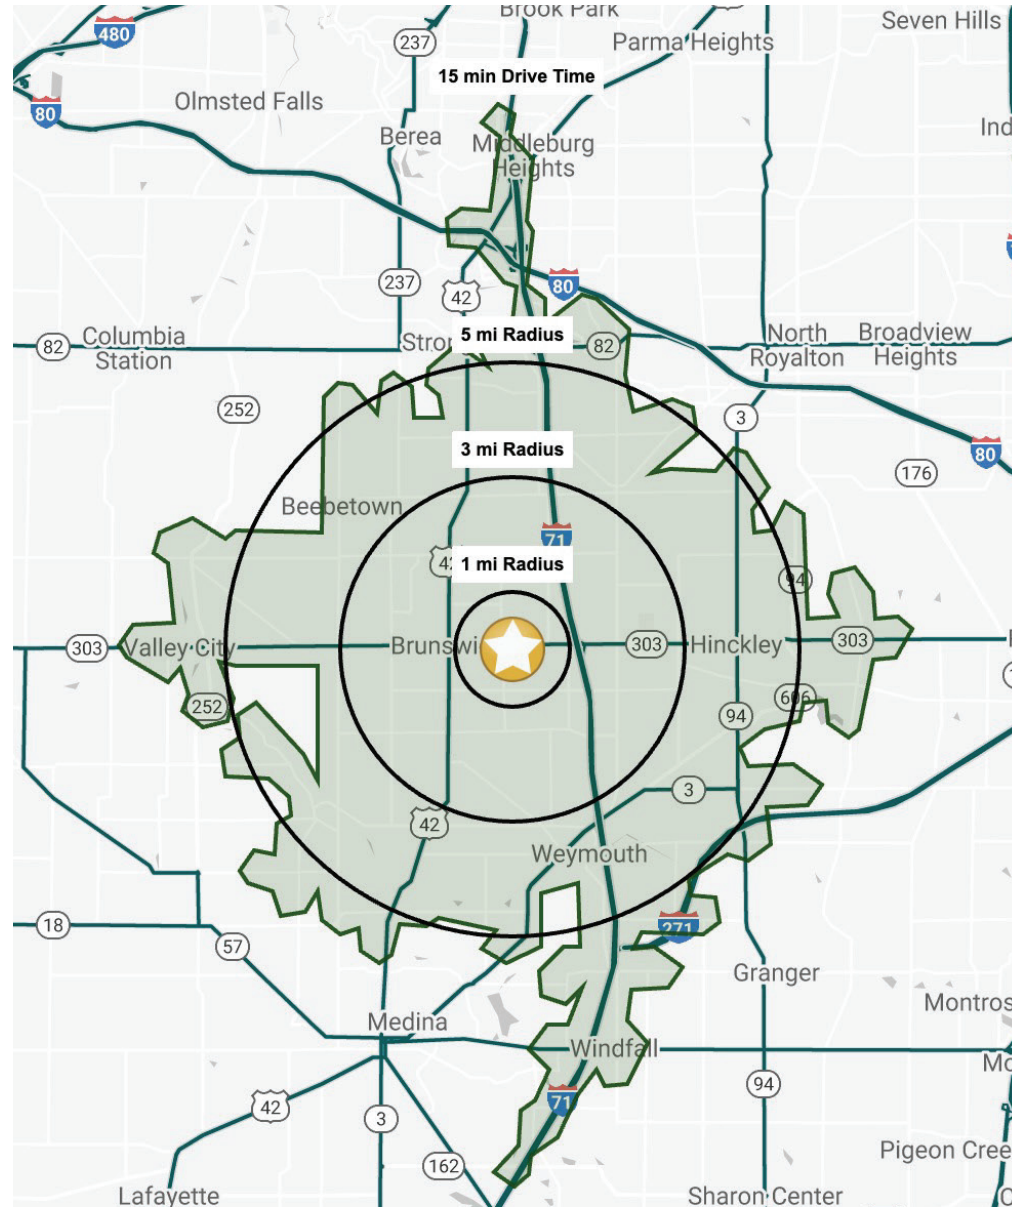 Brook Park
Seven Hills
480
237
Parma Heights
15 min Drive Time
Olmsted Falls
80
Berea
Middleburg
Heights
237
80
42
5 mi Radius
82
Columbia
Station
82
North
Royalton
Broadview
Heights
252
3
3 mi Radius
80
176
Beebetown
71
1 mi Radius
94
303
Valley City
Brunswi
303
Hinckley
303
252
606
94
3
42
Weymouth
18
57
271
Granger
Montros
Medina
Windfall
94
42
71
3
162
Pigeon Cree
Lafayette
Sharon Center